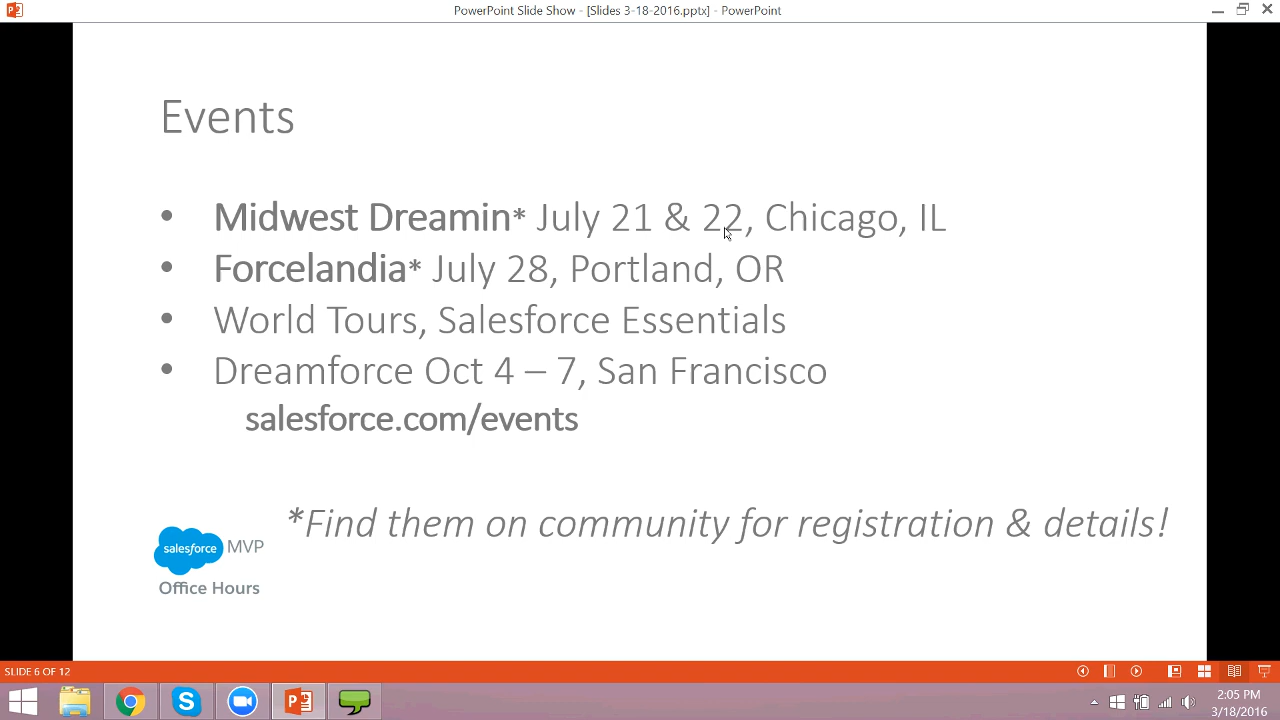 PowerPoint Slide Show - [Slides 3-18-2016.pptx] - PowerPoint
Events
• Midwest Dreamin* July 21 & 22, Chicago, IL
• Forcelandia* July 28, Portland, OR
• World Tours, Salesforce Essentials
• Dreamforce Oct 4 – 7, San Francisco
salesforce.com/events
*Find them on community for registration & details!
salesforce MVP
Office Hours
SLIDE 6 OF 12
2:05 PM
3/18/2016